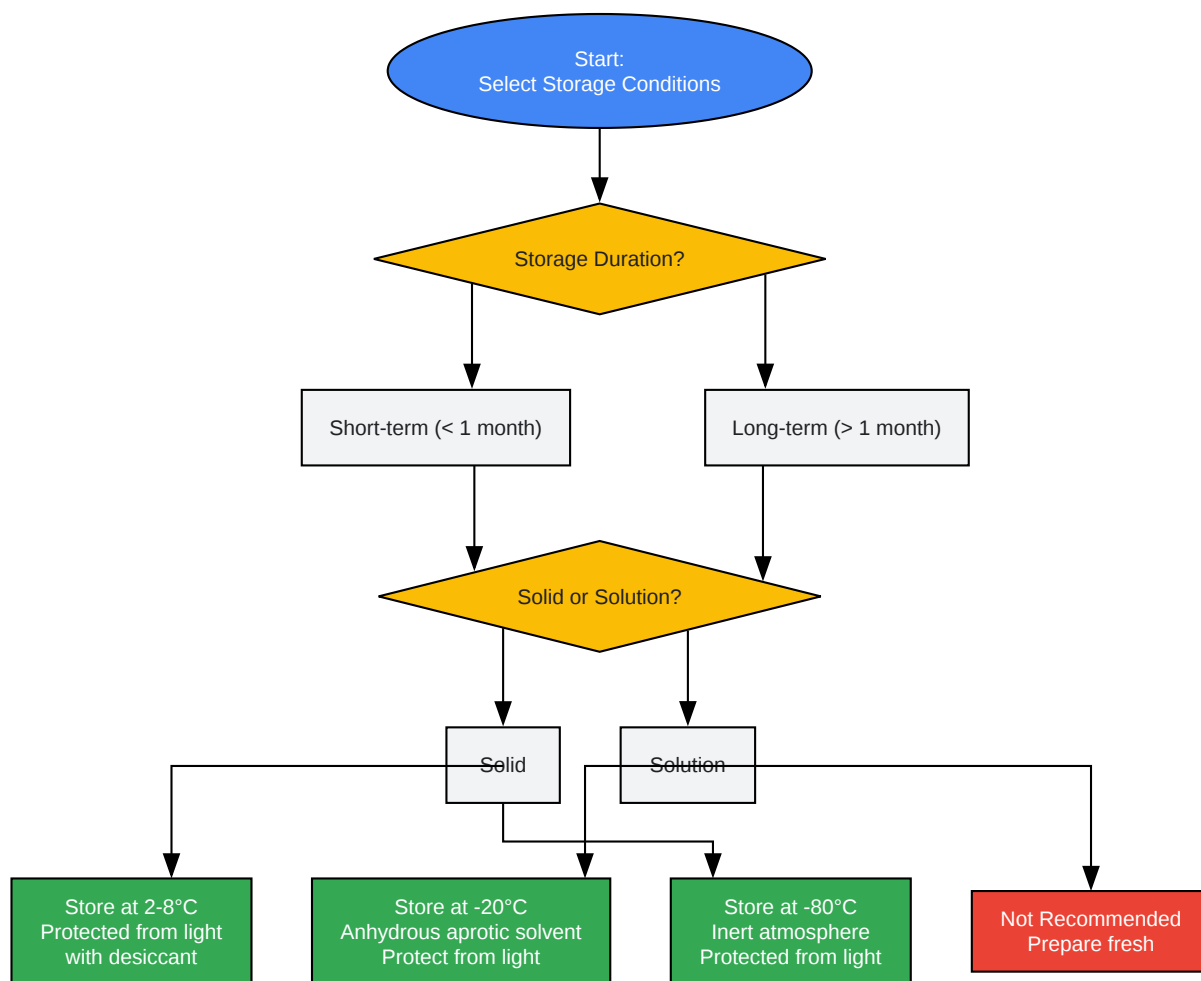 Start:
Select Storage Conditions
Storage Duration?
Short-term (< 1 month)
Long-term (> 1 month)
Solid or Solution?
Solid
Solution
Store at 2-8°C
Protected from light
with desiccant
Store at -20°C
Anhydrous aprotic solvent
Protect from light
Store at -80°C
Inert atmosphere
Protected from light
Not Recommended
Prepare fresh